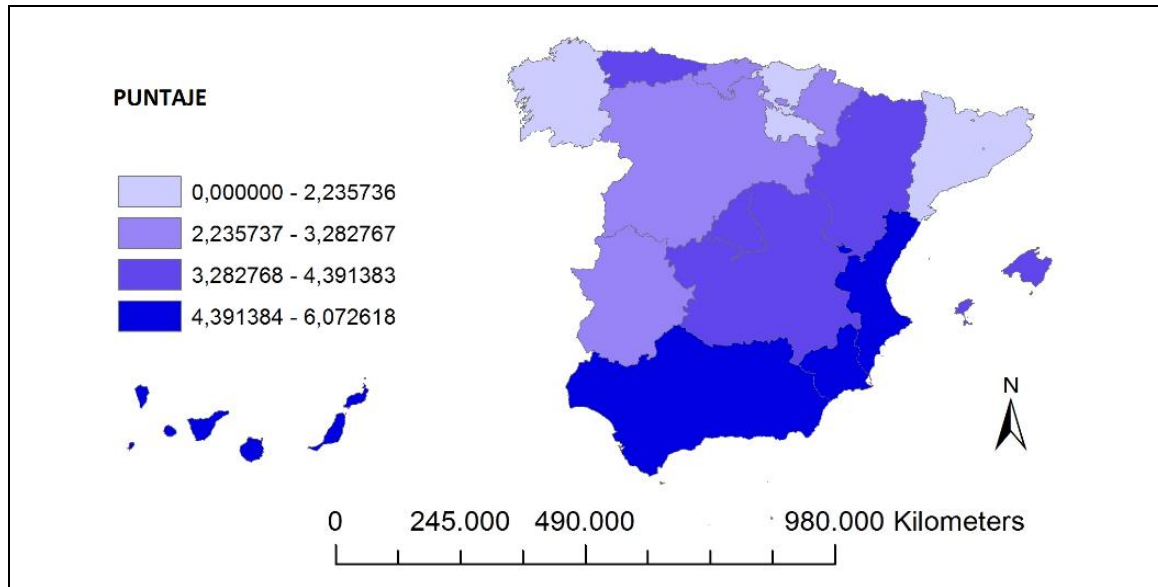 PUNTAJE
0,000000 - 2,235736
2,235737 - 3,282767
3,282768 - 4,391383
4,391384 - 6,072618
N
0 245.000 490.000 980.000 Kilometers